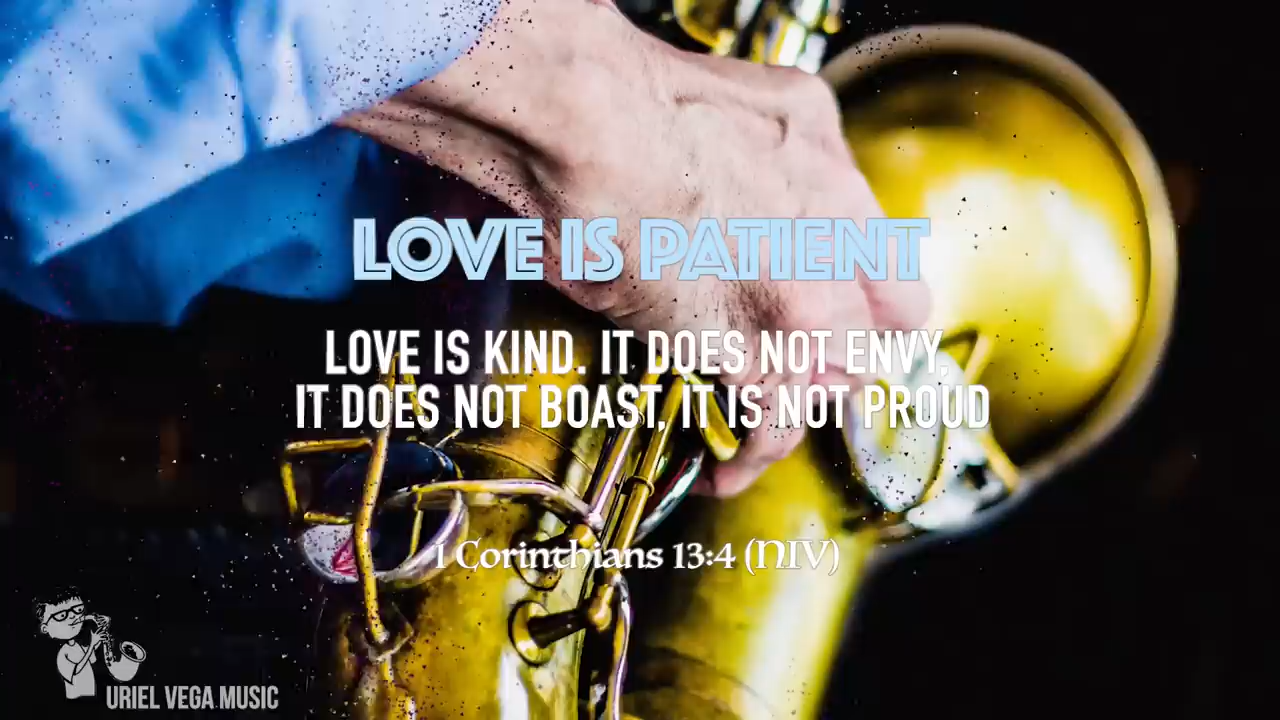 LOVE IS PATIENT
LOVE IS KIND. IT DOES NOT ENVY,
IT DOES NOT BOAST, IT IS NOT PROUD
1 Corinthians 13:4 (NIV)
URIEL VEGA MUSIC